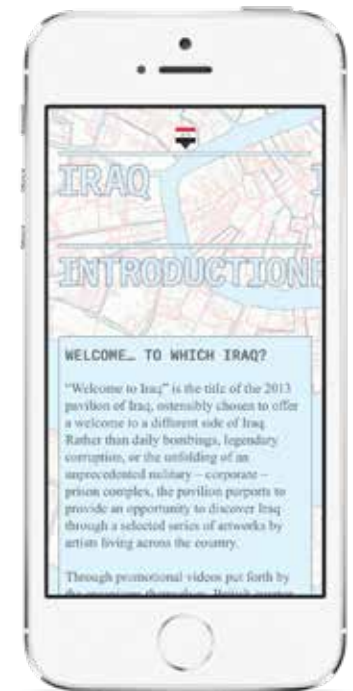 IRAQ
INTRODUCTION
WELCOME… TO WHICH IRAQ?
“Welcome to Iraq” is the title of the 2013
pavilion of Iraq, ostensibly chosen to offer
a welcome to a different side of Iraq.
Rather than daily bombings, legendary
corruption, or the unfolding of an
unprecedented military – corporate –
prison complex, the pavilion purports to
provide an opportunity to discover Iraq
through a selected series of artworks by
artists living across the country.
Through promotional videos put forth by